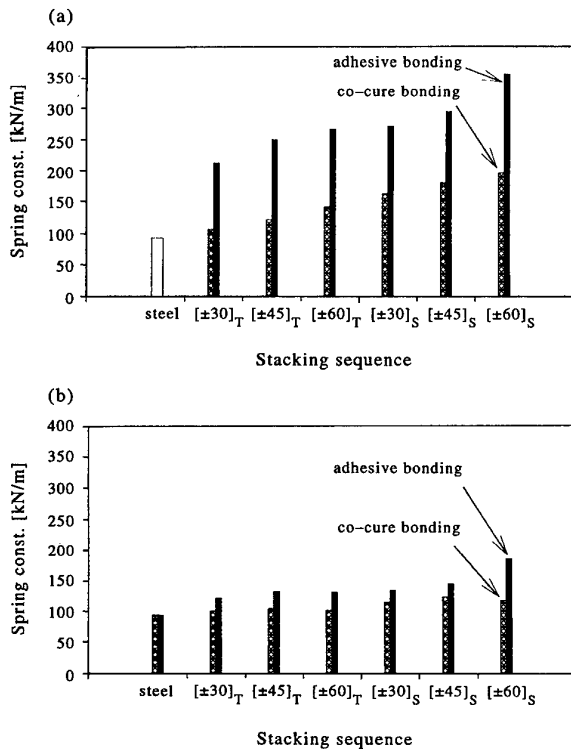 (a)
400
350
300
250
200
150
100
50
0
Spring const. [kN/m]
adhesive bonding
co-cure bonding
steel [±30]T [±45]T [±60]T [±30]S [±45]S [±60]S
Stacking sequence
(b)
400
350
300
250
200
150
100
50
0
Spring const. [kN/m]
adhesive bonding
co-cure bonding
steel [±30]T [±45]T [±60]T [±30]S [±45]S [±60]S
Stacking sequence